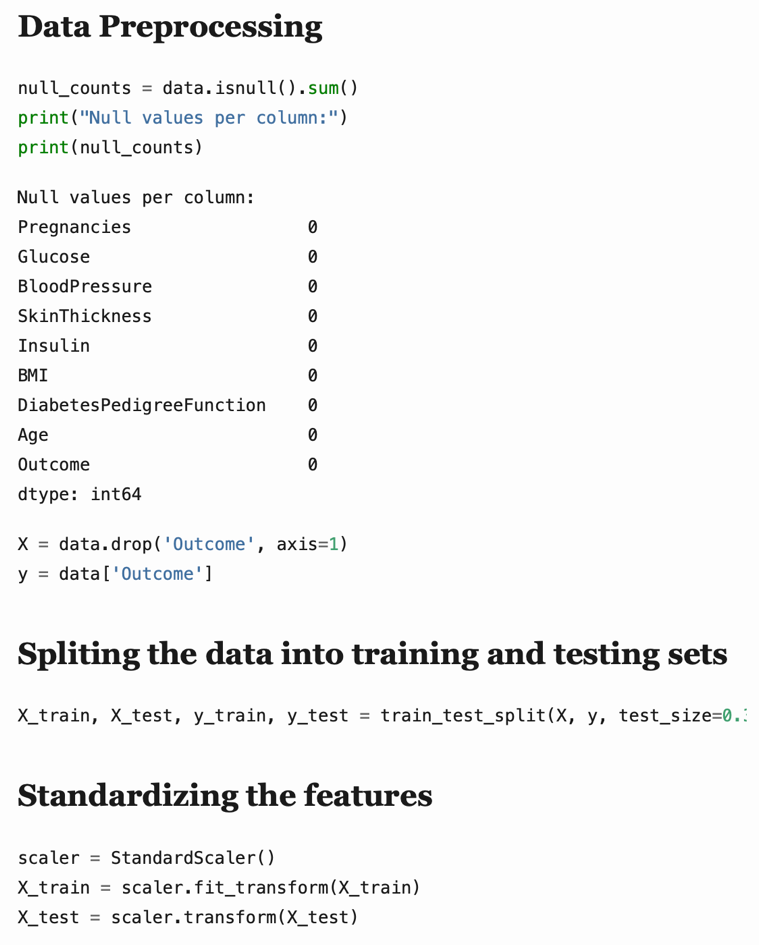 Data Preprocessing
null_counts = data.isnull().sum()
print("Null values per column:")
print(null_counts)
Null values per column:
Pregnancies 0
Glucose 0
BloodPressure 0
SkinThickness 0
Insulin 0
BMI 0
DiabetesPedigreeFunction 0
Age 0
Outcome 0
dtype: int64
X = data.drop('Outcome', axis=1)
y = data['Outcome']
Spliting the data into training and testing sets
X_train, X_test, y_train, y_test = train_test_split(X, y, test_size=0.
Standardizing the features
scaler = StandardScaler()
X_train = scaler.fit_transform(X_train)
X_test = scaler.transform(X_test)